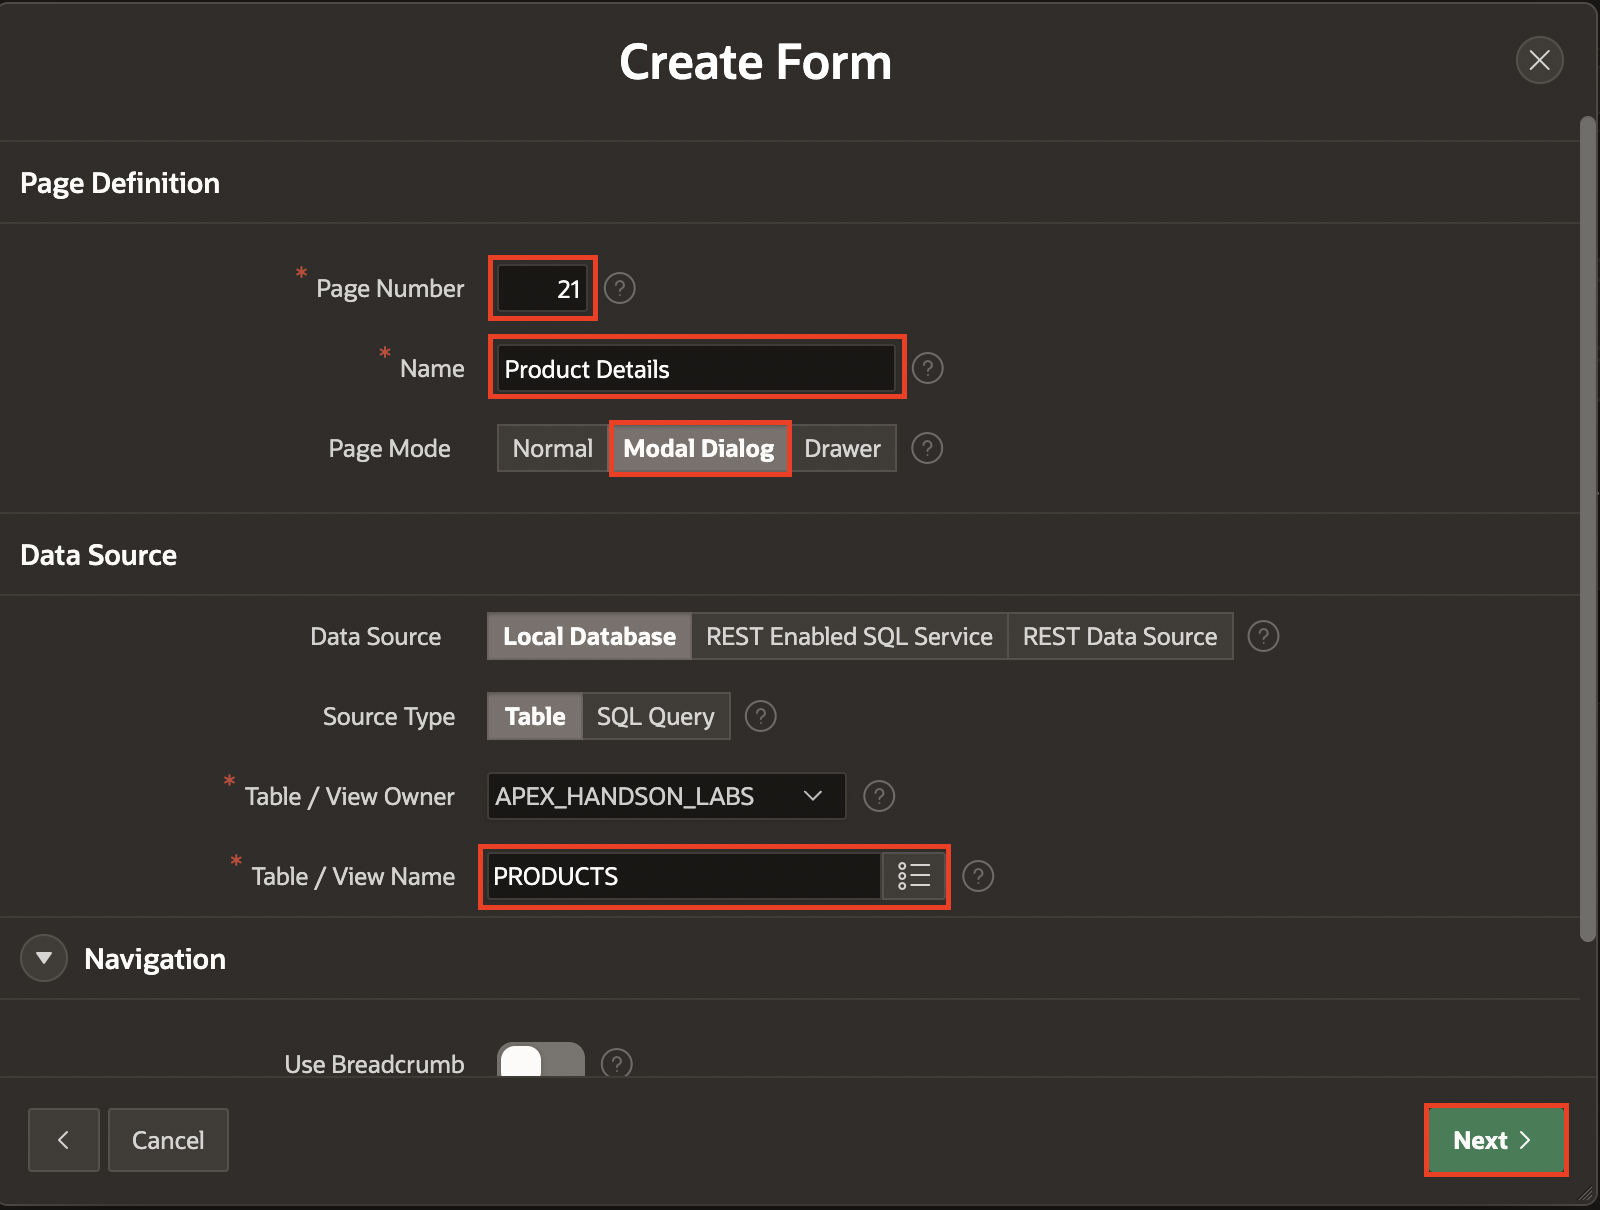 Create Form
Page Definition
* Page Number 21 ?
* Name Product Details ?
Page Mode Normal Modal Dialog Drawer ?
Data Source
Data Source Local Database REST Enabled SQL Service REST Data Source ?
Source Type Table SQL Query ?
* Table / View Owner APEX_HANDSON_LABS ?
* Table / View Name PRODUCTS ?
Navigation
Use Breadcrumb ?
Cancel Next